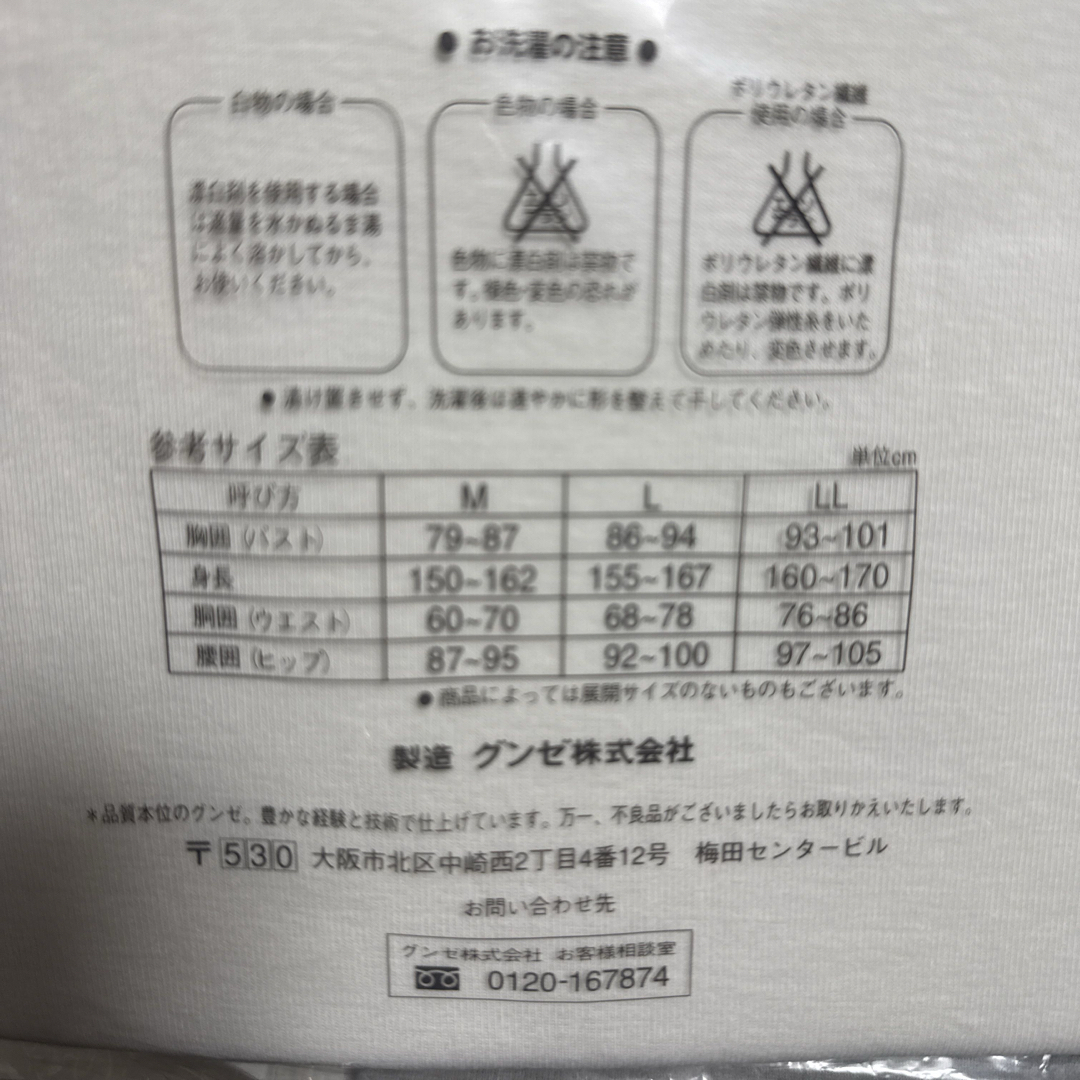 ● お洗濯の注意 ●
白物の場合
漂白剤を使用する場合
は適量を水かぬるま湯
によく溶かしてから、
お使いください。
色物の場合
色物に漂白剤は禁物で
す。褪色・変色の恐れが
あります。
ポリウレタン繊維
使用の場合
ポリウレタン繊維に漂
白剤は禁物です。ポリ
ウレタン弾性糸をいた
めたり、変色させます。
● 漬け置きせず、洗濯後は速やかに形を整えて干してください。
参考サイズ表
単位cm
呼び方 M L LL
胸囲(バスト) 79~87 86~94 93~101
身長 150~162 155~167 160~170
胴囲(ウエスト) 60~70 68~78 76~86
腰囲(ヒップ) 87~95 92~100 97~105
● 商品によっては展開サイズのないものもございます。
製造 グンゼ株式会社
*品質本位のグンゼ。豊かな経験と技術で仕上げています。万一、不良品がございましたらお取りかえいたします。
〒530 大阪市北区中崎西2丁目4番12号 梅田センタービル
お問い合わせ先
グンゼ株式会社 お客様相談室
0120-167874